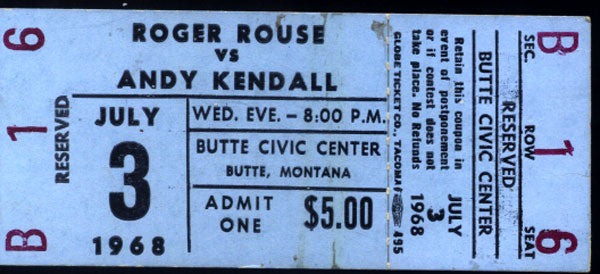 6
1
B
RESERVED
ROGER ROUSE
VS
ANDY KENDALL
JULY
3
1968
WED. EVE. – 8:00 P.M.
BUTTE CIVIC CENTER
BUTTE, MONTANA
ADMIT
ONE
$5.00
GLOBE TICKET CO., TACOMA 495
Retain this coupon in
event of postponement
or if contest does not
take place. No Refunds
JULY
3
1968
BUTTE CIVIC CENTER
RESERVED
SEC.
B
ROW
1
SEAT
6